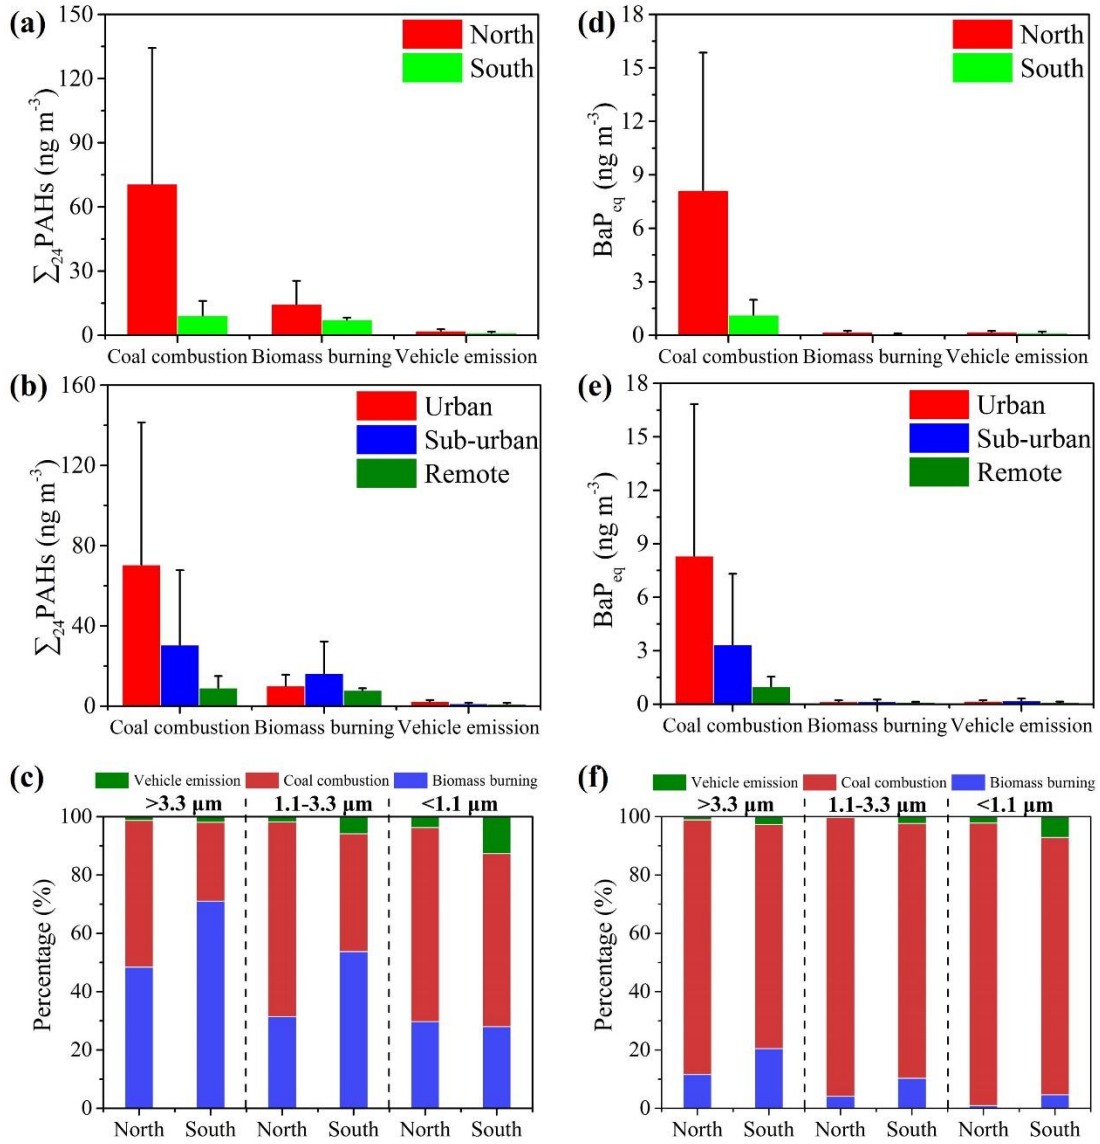 (a)
150
120
90
60
30
0
Σ24PAHs (ng m-3)
North
South
Coal combustion Biomass burning Vehicle emission
(d)
18
15
12
9
6
3
0
BaPeq (ng m-3)
North
South
Coal combustion Biomass burning Vehicle emission
(b)
160
120
80
40
0
Σ24PAHs (ng m-3)
Urban
Sub-urban
Remote
Coal combustion Biomass burning Vehicle emission
(e)
18
15
12
9
6
3
0
BaPeq (ng m-3)
Urban
Sub-urban
Remote
Coal combustion Biomass burning Vehicle emission
(c)
Vehicle emission Coal combustion Biomass burning
>3.3 μm 1.1-3.3 μm <1.1 μm
100
80
60
40
20
0
Percentage (%)
North South North South North South
(f)
Vehicle emission Coal combustion Biomass burning
>3.3 μm 1.1-3.3 μm <1.1 μm
100
80
60
40
20
0
Percentage (%)
North South North South North South